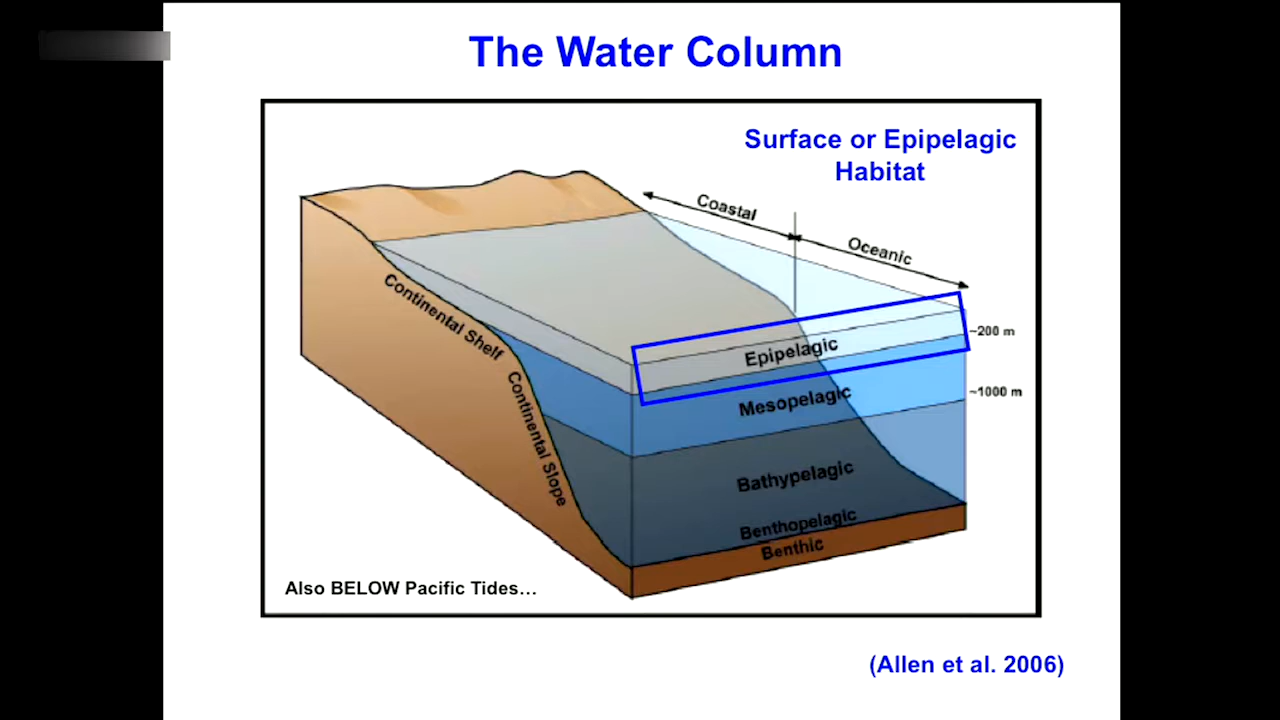 The Water Column
Surface or Epipelagic
Habitat
Coastal
Oceanic
Continental Shelf
~200 m
Epipelagic
Continental Slope
~1000 m
Mesopelagic
Bathypelagic
Benthopelagic
Benthic
Also BELOW Pacific Tides…
(Allen et al. 2006)